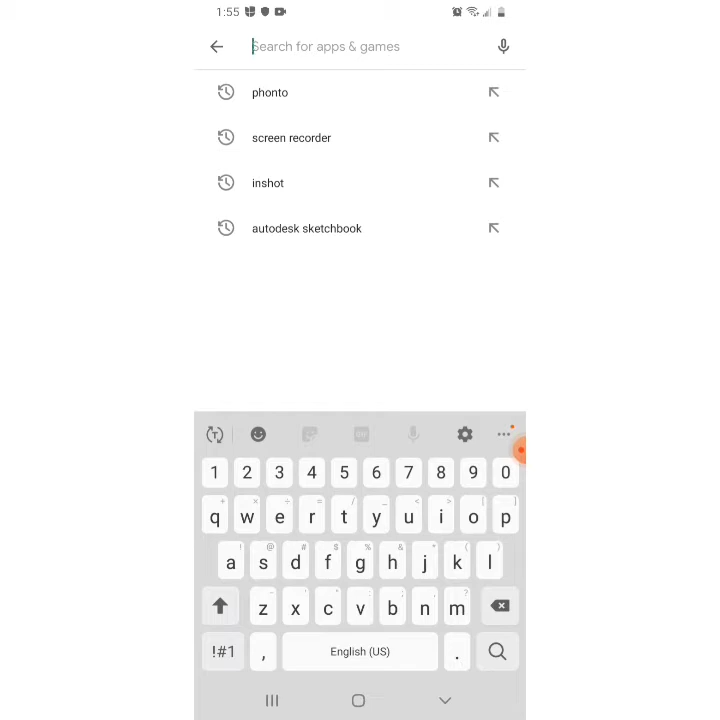 1:55
Search for apps & games
phonto
screen recorder
inshot
autodesk sketchbook
GIF
1 2 3 4 5 6 7 8 9 0
+ × ÷ = / _ < > [ ]
q w e r t y u i o p
! @ # $ % & * ( )
a s d f g h j k l
- ' " : ; , ?
z x c v b n m
!#1 , English (US) .